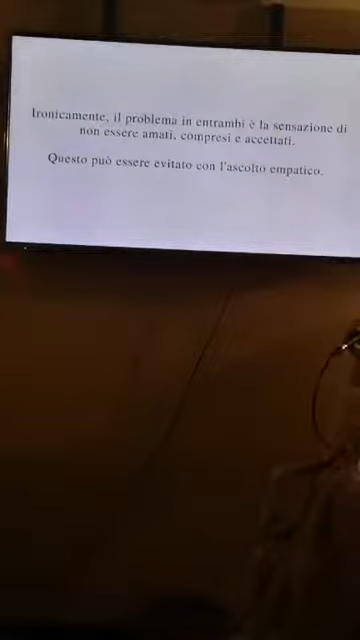 Ironicamente, il problema in entrambi è la sensazione di
non essere amati, compresi e accettati.
Questo può essere evitato con l'ascolto empatico.